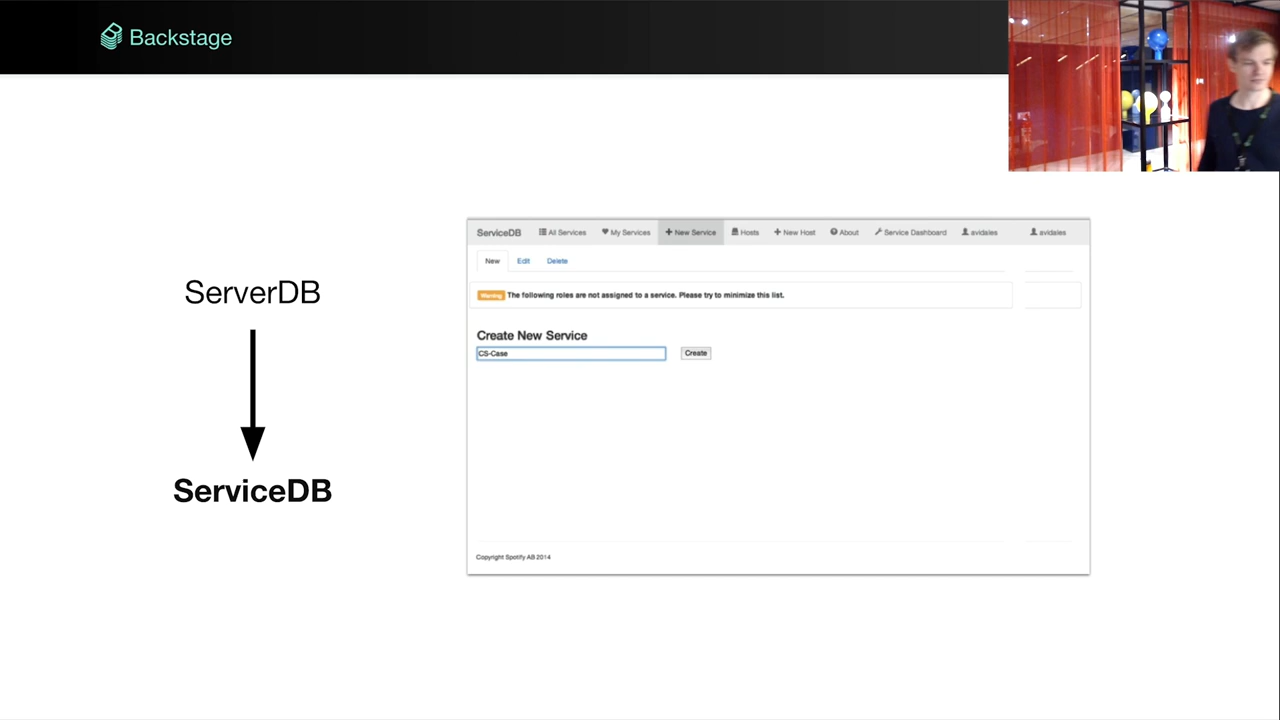 Backstage
ServerDB
ServiceDB
ServiceDB All Services My Services New Service Hosts New Host About Service Dashboard avidales avidales
New Edit Delete
Warning The following roles are not assigned to a service. Please try to minimize this list.
Create New Service
CS-Case Create
Copyright Spotify AB 2014